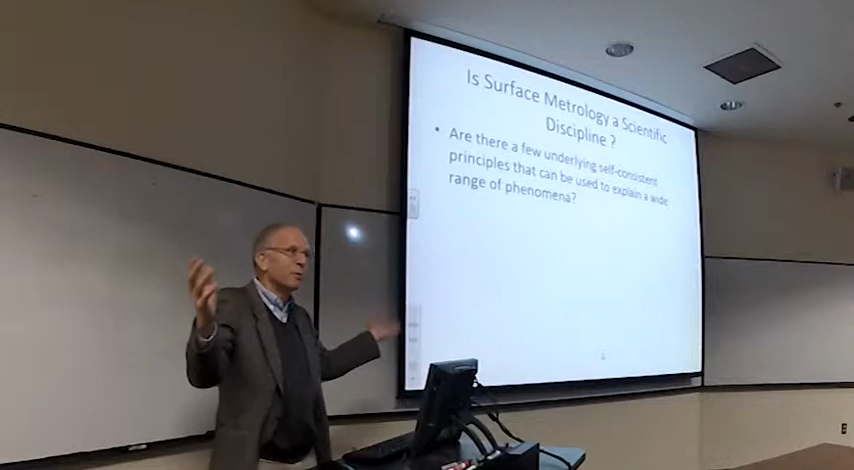 Is Surface Metrology a Scientific
Discipline ?
• Are there a few underlying self-consistent
principles that can be used to explain a wide
range of phenomena?